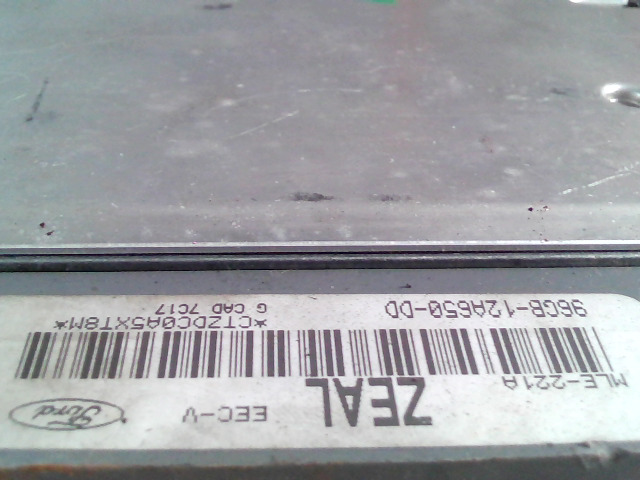 ZEAL EEC-V Ford
MLE-221A
*CTZDC0A5XT8M*
96GB-12A650-DD G CAD 7C17